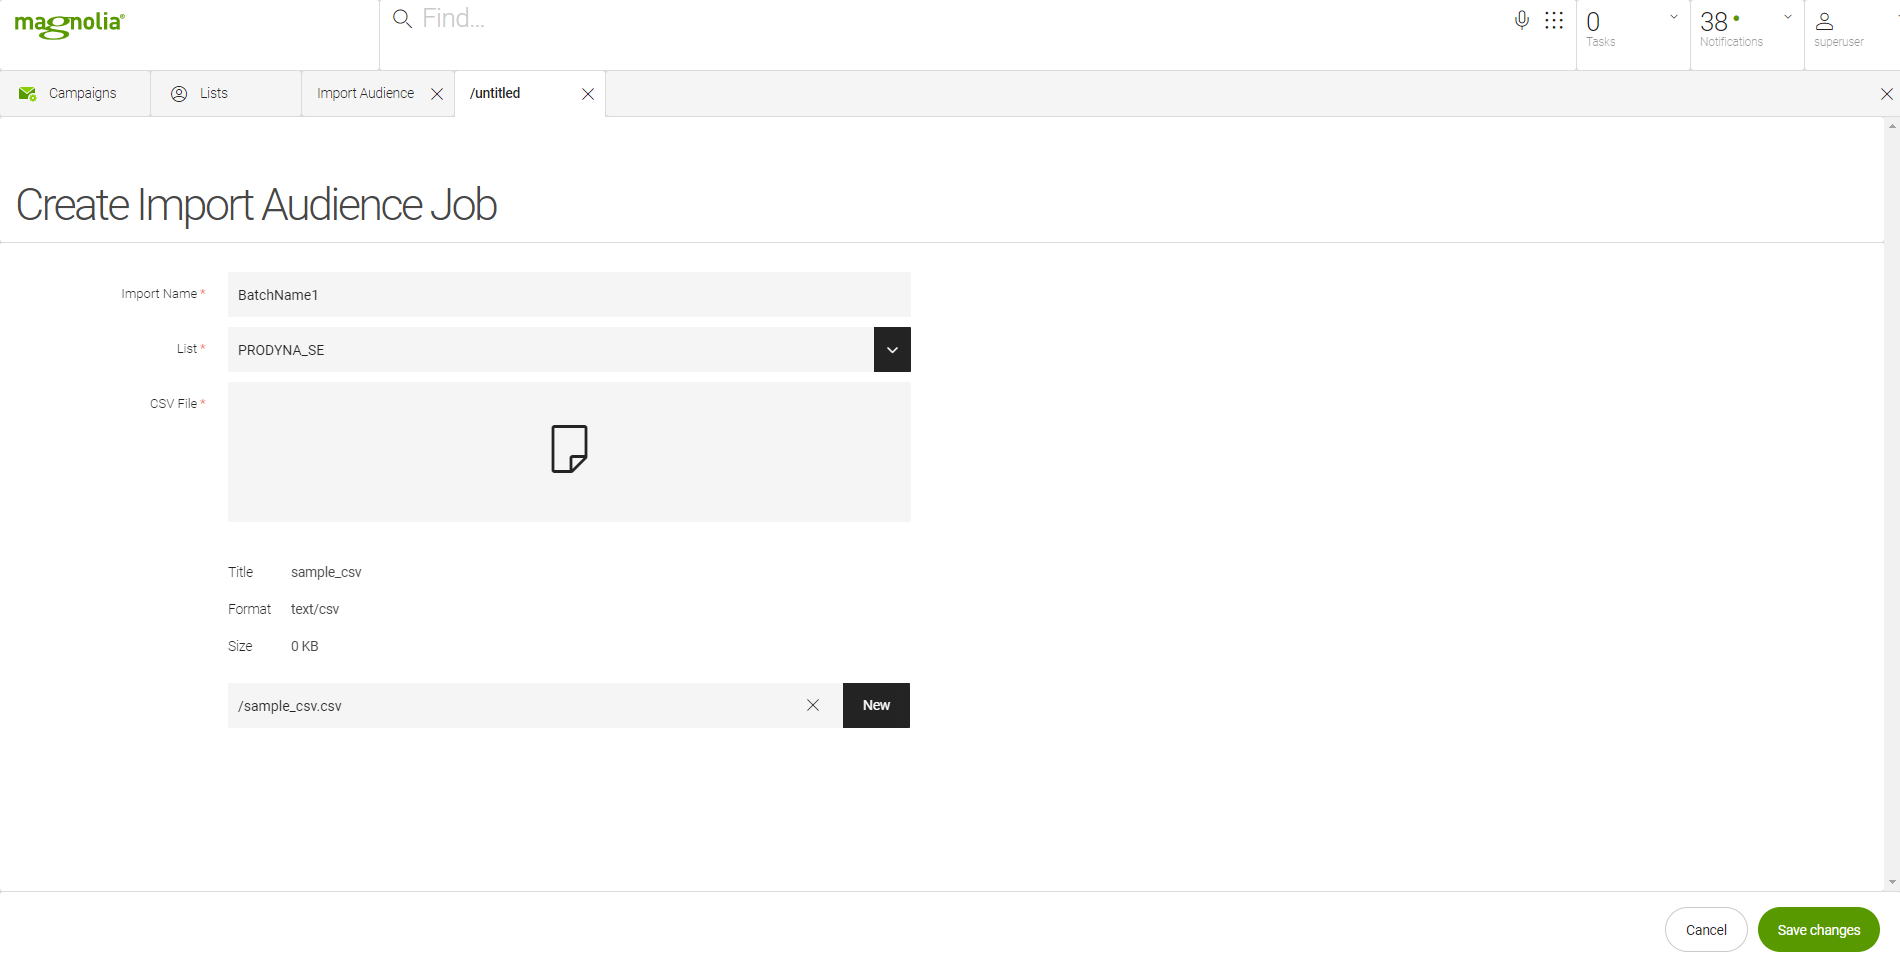 magnolia®
Find...
0
Tasks
38
Notifications
superuser
Campaigns
Lists
Import Audience
/untitled
Create Import Audience Job
Import Name *
BatchName1
List *
PRODYNA_SE
CSV File *
Title sample_csv
Format text/csv
Size 0 KB
/sample_csv.csv
New
Cancel
Save changes